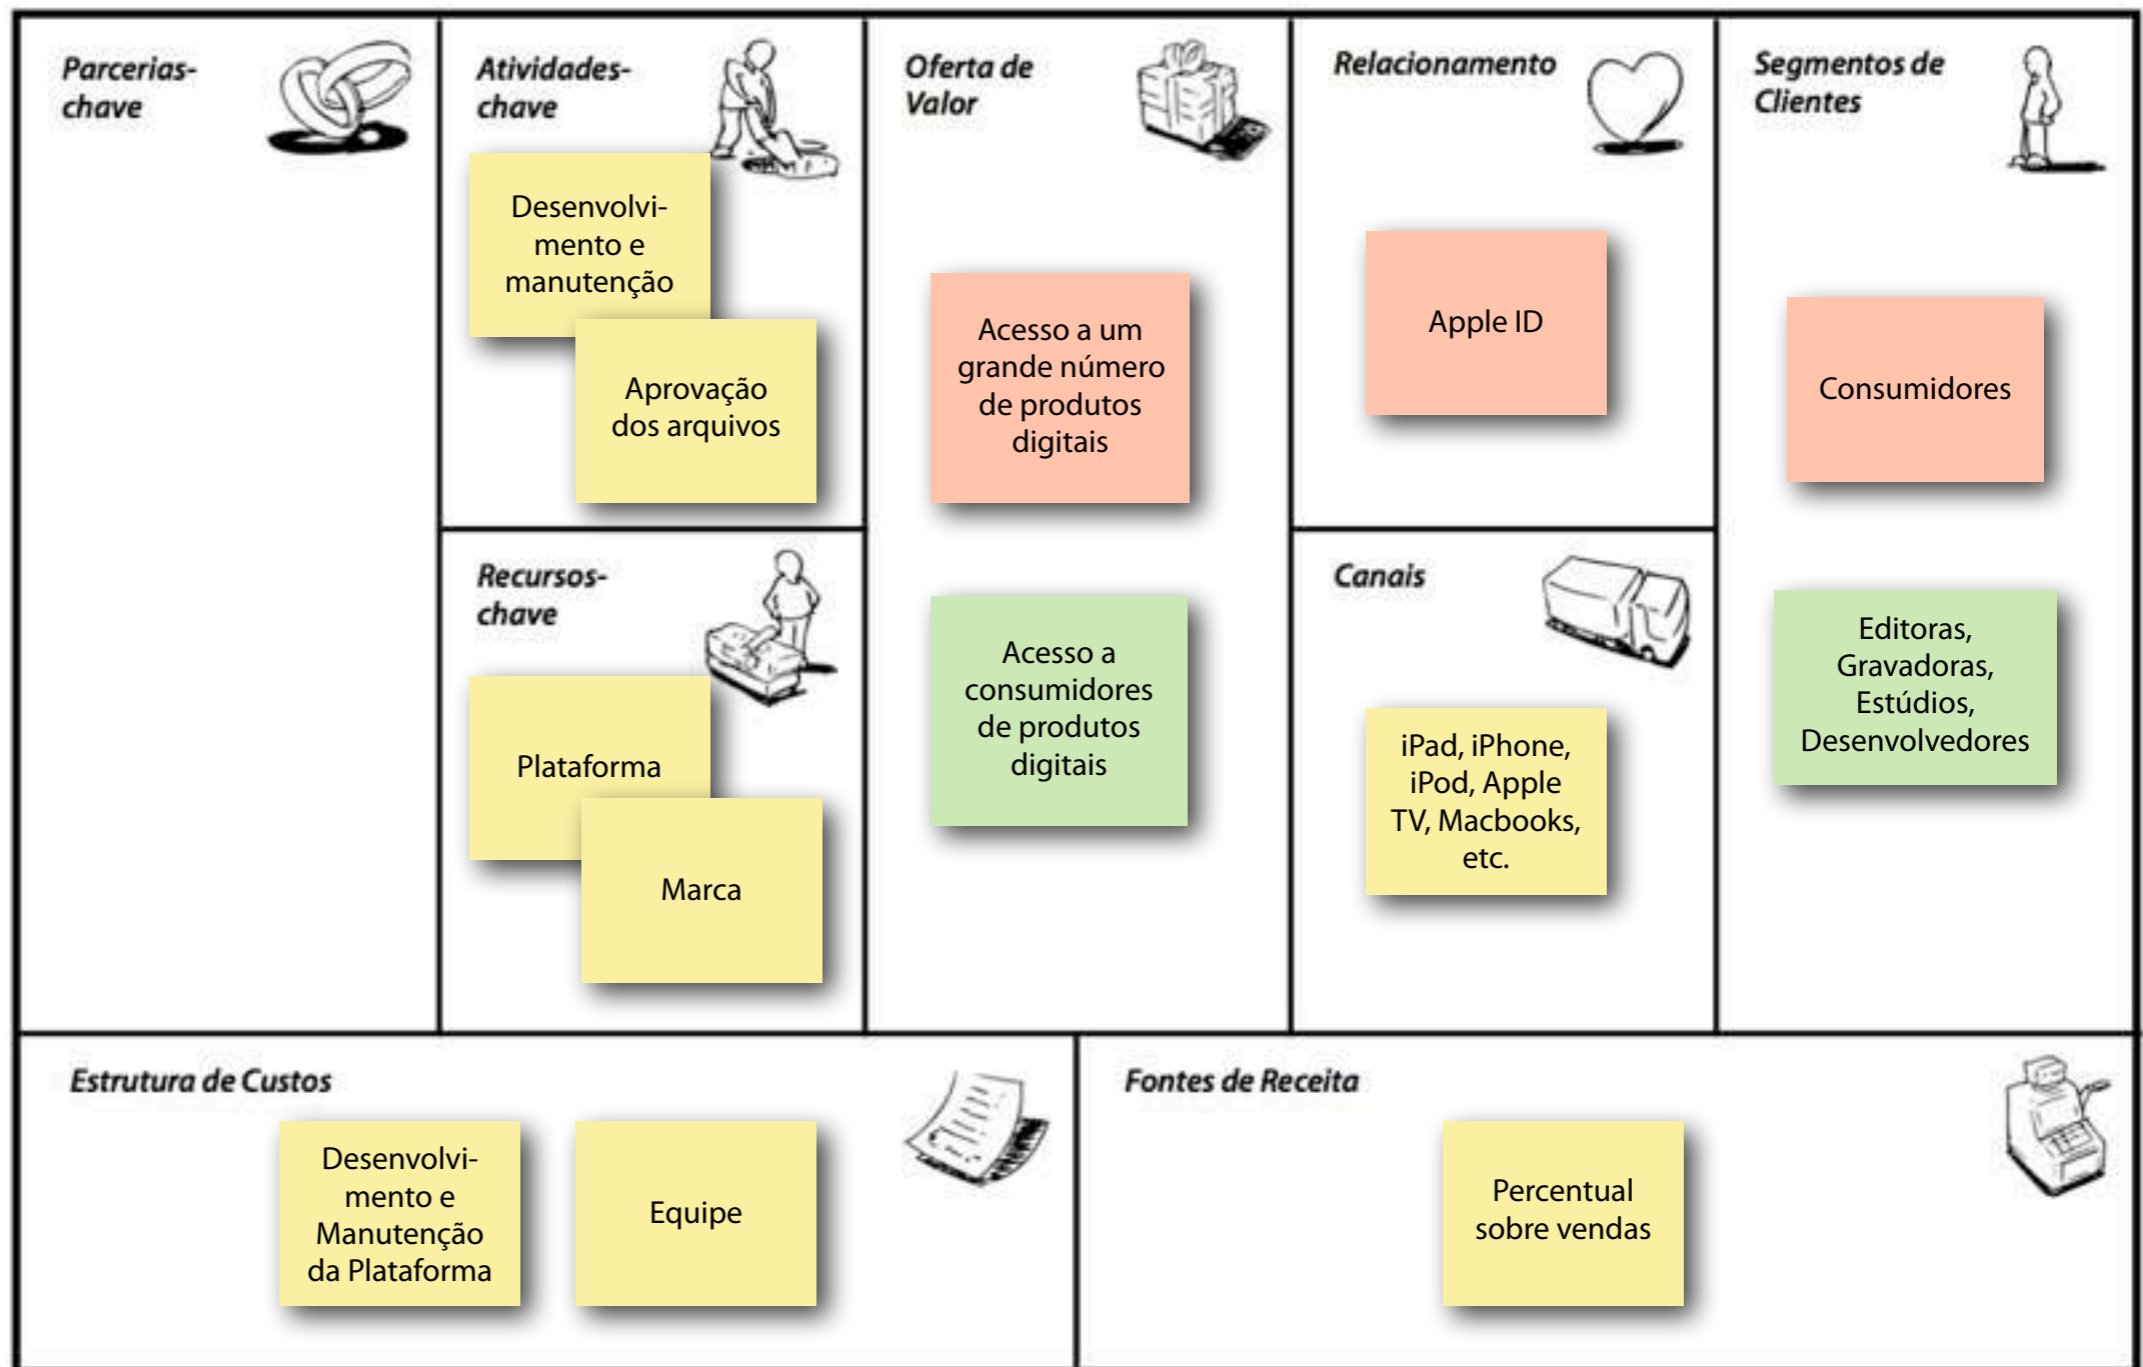 Parcerias-
chave
Atividades-
chave
Desenvolvi-
mento e
manutenção
Aprovação
dos arquivos
Recursos-
chave
Plataforma
Marca
Oferta de
Valor
Acesso a um
grande número
de produtos
digitais
Acesso a
consumidores
de produtos
digitais
Relacionamento
Apple ID
Canais
iPad, iPhone,
iPod, Apple
TV, Macbooks,
etc.
Segmentos de
Clientes
Consumidores
Editoras,
Gravadoras,
Estúdios,
Desenvolvedores
Estrutura de Custos
Desenvolvi-
mento e
Manutenção
da Plataforma
Equipe
Fontes de Receita
Percentual
sobre vendas